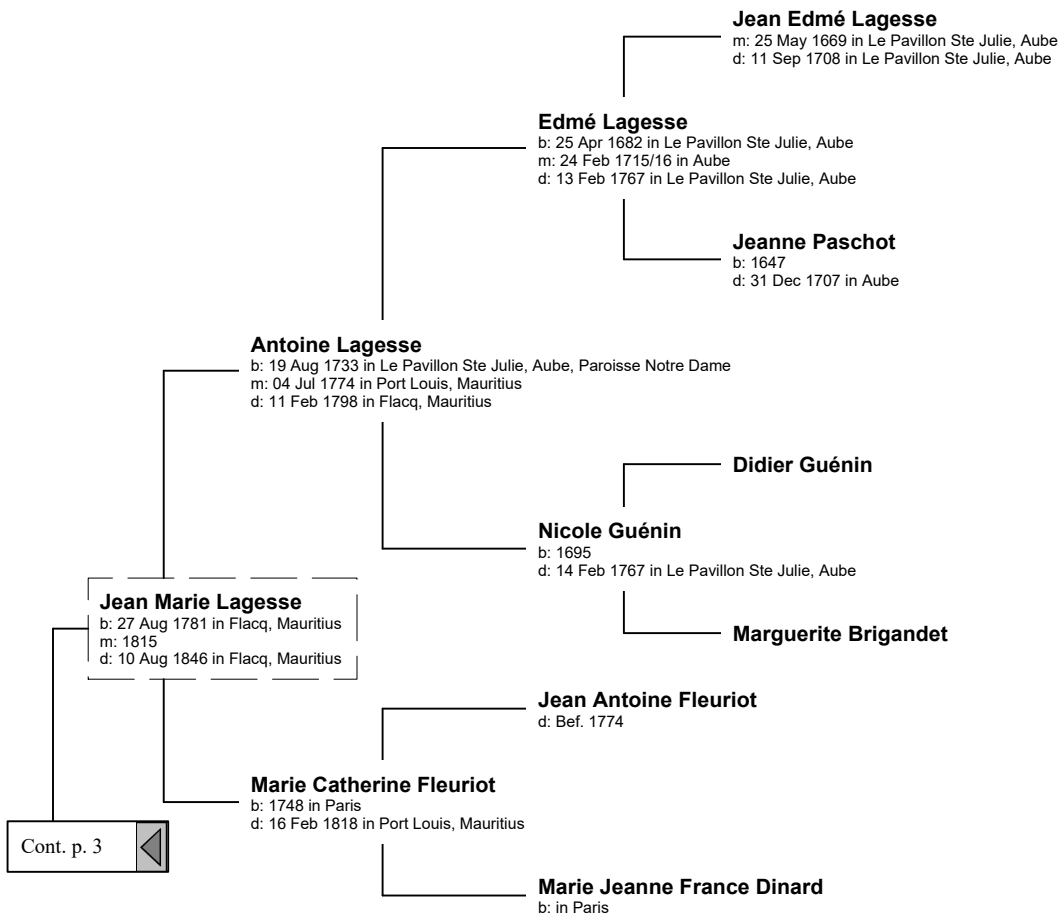 Jean Edmé Lagesse
m: 25 May 1669 in Le Pavillon Ste Julie, Aube
d: 11 Sep 1708 in Le Pavillon Ste Julie, Aube
Edmé Lagesse
b: 25 Apr 1682 in Le Pavillon Ste Julie, Aube
m: 24 Feb 1715/16 in Aube
d: 13 Feb 1767 in Le Pavillon Ste Julie, Aube
Jeanne Paschot
b: 1647
d: 31 Dec 1707 in Aube
Antoine Lagesse
b: 19 Aug 1733 in Le Pavillon Ste Julie, Aube, Paroisse Notre Dame
m: 04 Jul 1774 in Port Louis, Mauritius
d: 11 Feb 1798 in Flacq, Mauritius
Didier Guénin
Nicole Guénin
b: 1695
d: 14 Feb 1767 in Le Pavillon Ste Julie, Aube
Marguerite Brigandet
Jean Marie Lagesse
b: 27 Aug 1781 in Flacq, Mauritius
m: 1815
d: 10 Aug 1846 in Flacq, Mauritius
Jean Antoine Fleuriot
d: Bef. 1774
Marie Catherine Fleuriot
b: 1748 in Paris
d: 16 Feb 1818 in Port Louis, Mauritius
Cont. p. 3
Marie Jeanne France Dinard
b: in Paris